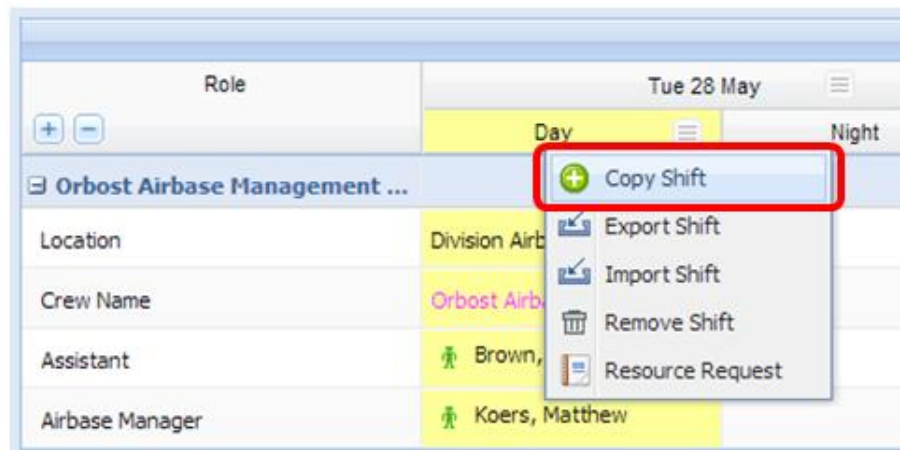 Role
Tue 28 May
Day
Night
Orbost Airbase Management ...
Copy Shift
Location
Division Airb
Export Shift
Import Shift
Crew Name
Orbost Airb
Remove Shift
Assistant
Brown,
Resource Request
Airbase Manager
Koers, Matthew